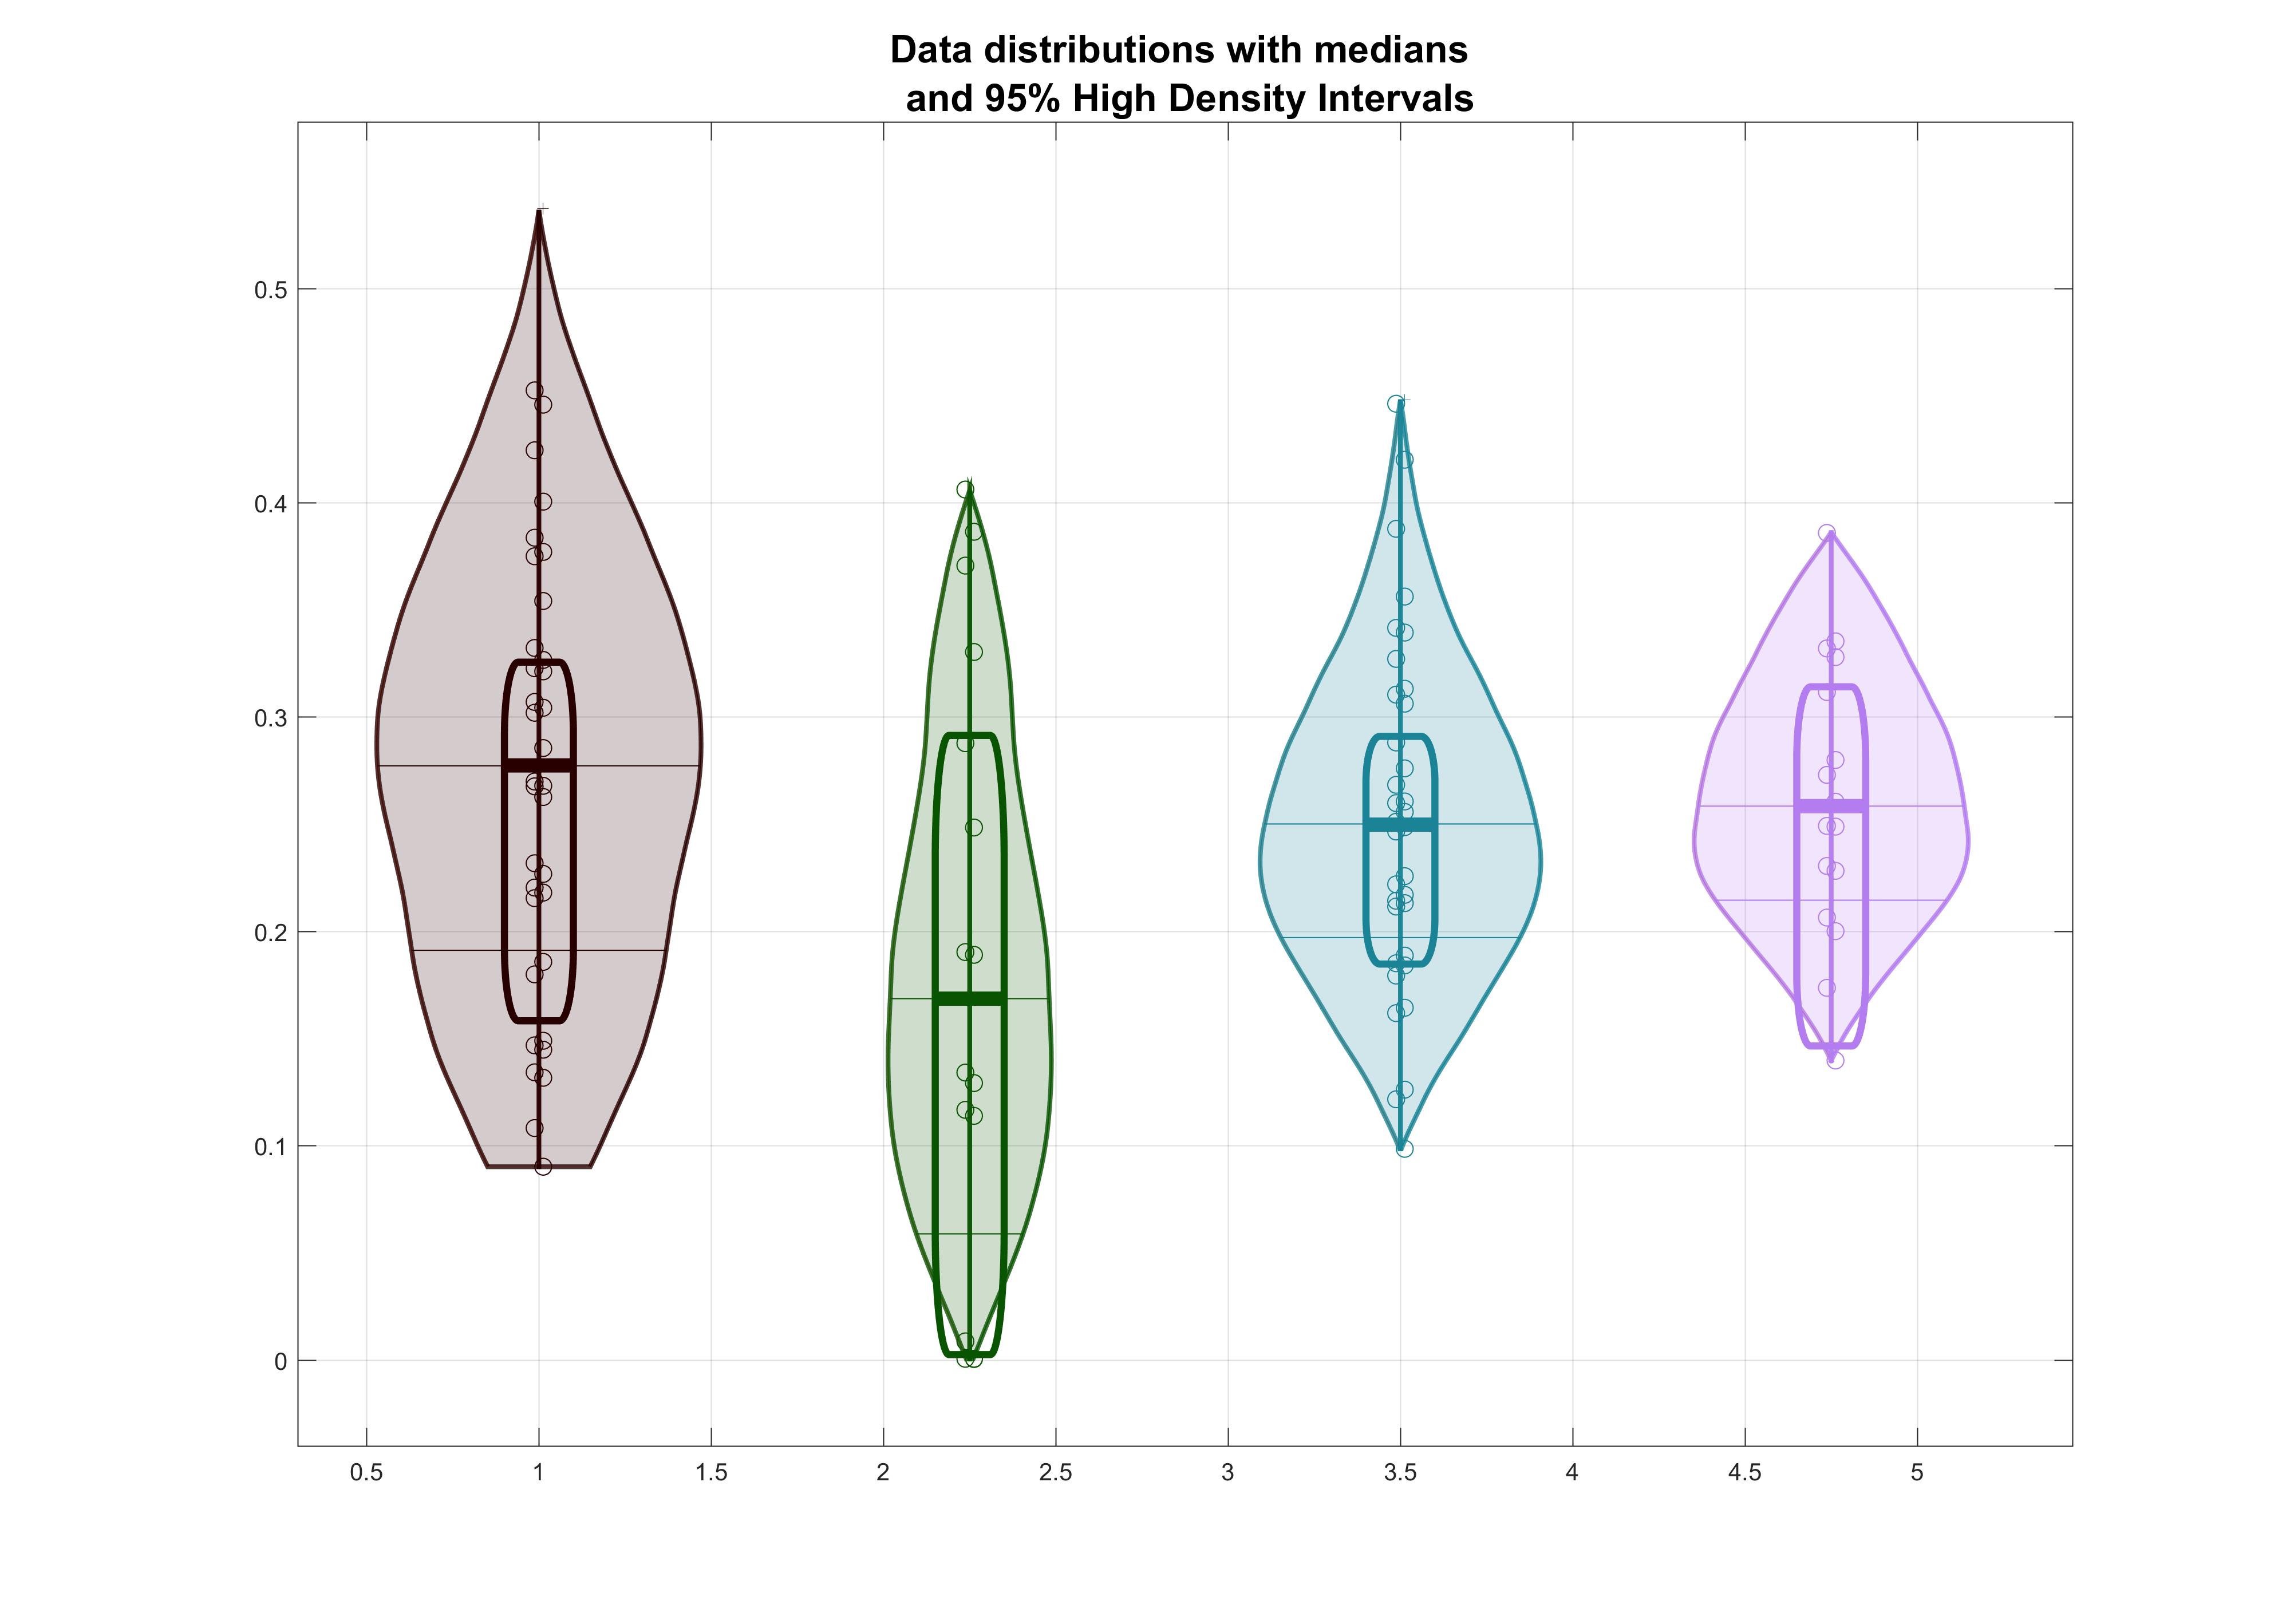 Data distributions with medians
and 95% High Density Intervals
0.5
0.4
0.3
0.2
0.1
0
0.5 1 1.5 2 2.5 3 3.5 4 4.5 5